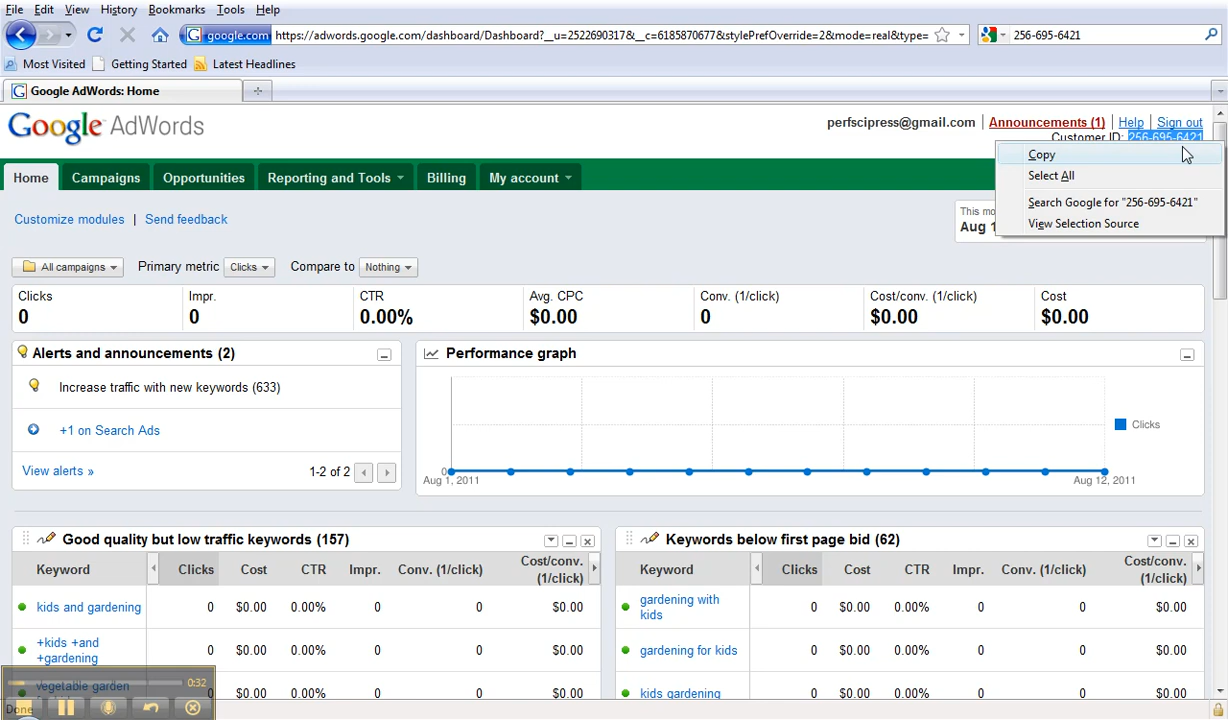 File Edit View History Bookmarks Tools Help
google.com https://adwords.google.com/dashboard/Dashboard?__u=2522690317&__c=6185870677&stylePrefOverride=2&mode=real&type= 256-695-6421
Most Visited Getting Started Latest Headlines
Google AdWords: Home
Google AdWords
perfscipress@gmail.com Announcements (1) Help Sign out
Customer ID: 256-695-6421
Copy
Select All
Search Google for "256-695-6421"
View Selection Source
Home Campaigns Opportunities Reporting and Tools Billing My account
Customize modules | Send feedback
This mo
Aug 1
All campaigns Primary metric Clicks Compare to Nothing
Clicks Impr. CTR Avg. CPC Conv. (1/click) Cost/conv. (1/click) Cost
0 0 0.00% $0.00 0 $0.00 $0.00
Alerts and announcements (2)
Increase traffic with new keywords (633)
+1 on Search Ads
View alerts » 1-2 of 2
Performance graph
Clicks
0
Aug 1, 2011 Aug 12, 2011
Good quality but low traffic keywords (157)
Keyword Clicks Cost CTR Impr. Conv. (1/click) Cost/conv. (1/click)
kids and gardening 0 $0.00 0.00% 0 0 $0.00
+kids +and +gardening 0 $0.00 0.00% 0 0 $0.00
vegetable garden 0 $0.00 0.00% 0 0 $0.00
Keywords below first page bid (62)
Keyword Clicks Cost CTR Impr. Conv. (1/click) Cost/conv. (1/click)
gardening with kids 0 $0.00 0.00% 0 0 $0.00
gardening for kids 0 $0.00 0.00% 0 0 $0.00
kids gardening 0 $0.00 0.00% 0 0 $0.00
0:32
Done